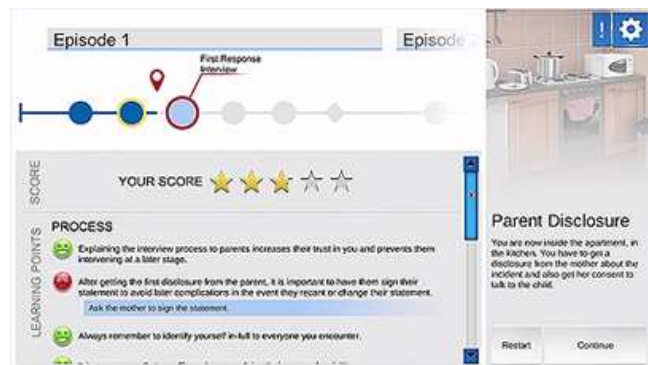 Episode 1
Episode
First Response
Interview
!
SCORE
YOUR SCORE
LEARNING POINTS
PROCESS
Explaining the interview process to parents increases their trust in you and prevents them
intervening at a later stage.
After getting the first disclosure from the parent, it is important to have them sign their
statement to avoid later complications in the event they recant or change their statement.
Ask the mother to sign the statement.
Always remember to identify yourself in-full to everyone you encounter.
Parent Disclosure
You are now inside the apartment, in
the kitchen. You have to get a
disclosure from the mother about the
incident and also get her consent to
talk to the child.
Restart
Continue